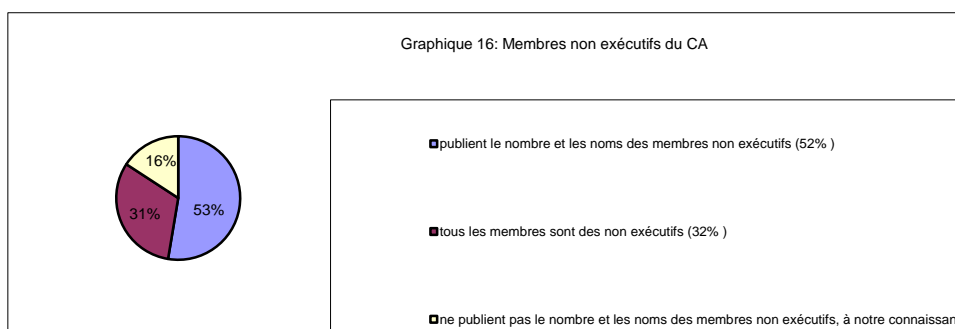 Graphique 16: Membres non exécutifs du CA
16%
53%
31%
publient le nombre et les noms des membres non exécutifs (52% )
tous les membres sont des non exécutifs (32% )
ne publient pas le nombre et les noms des membres non exécutifs, à notre connaissan